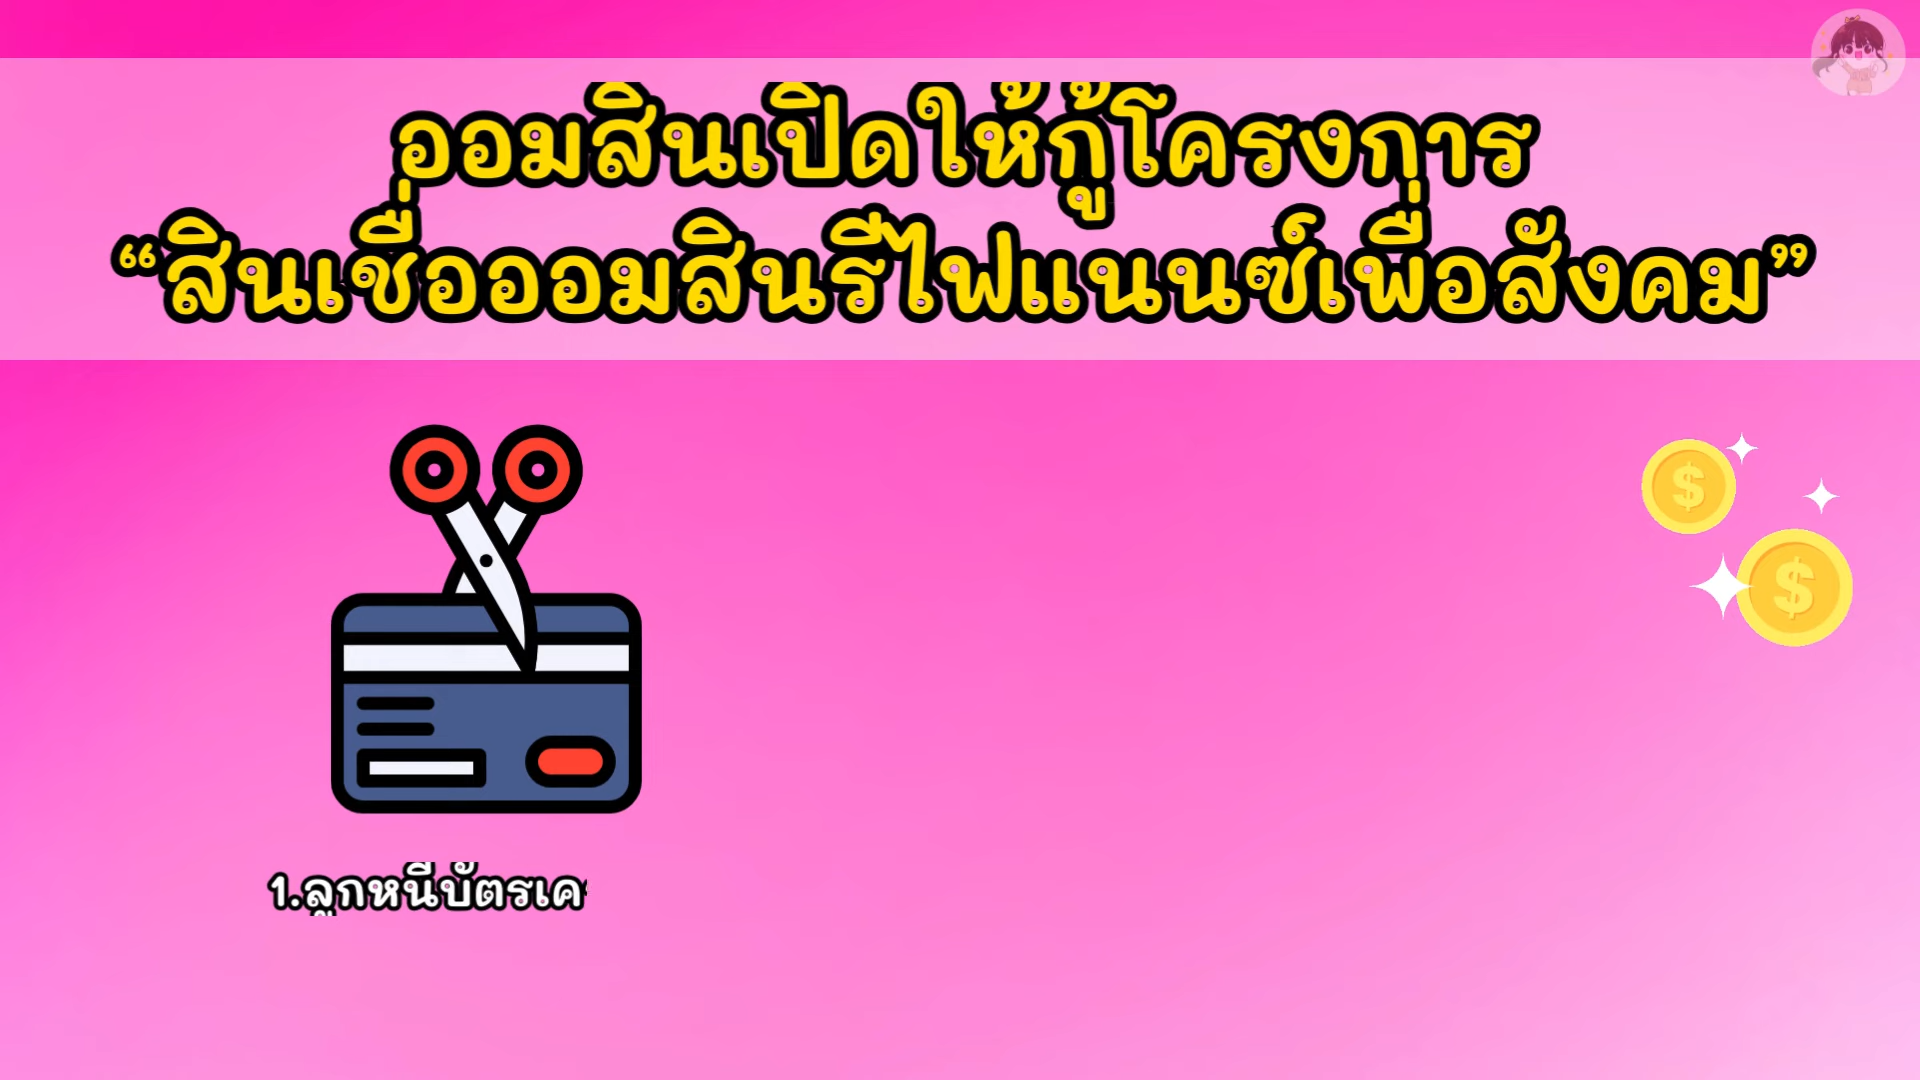 ออมสินเปิดให้กู้โครงการ
“สินเชื่อออมสินรีไฟแนนซ์เพื่อสังคม”
1.ลูกหนี้บัตรเค